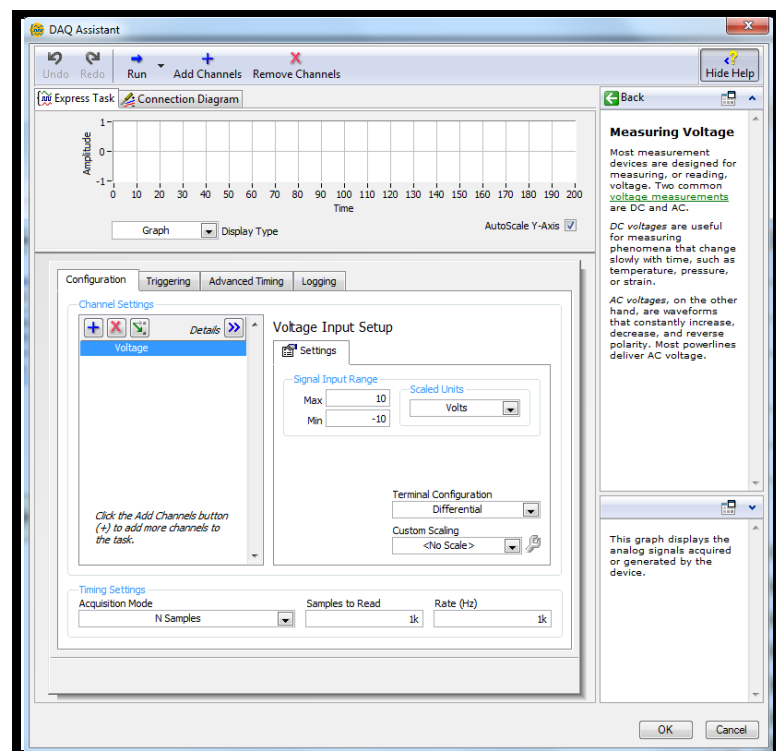 DAQ Assistant
Undo Redo Run Add Channels Remove Channels Hide Help
Express Task Connection Diagram
Amplitude
1
0
-1
0 10 20 30 40 50 60 70 80 90 100 110 120 130 140 150 160 170 180 190 200
Time
Graph Display Type AutoScale Y-Axis
Configuration Triggering Advanced Timing Logging
Channel Settings
Details
Voltage
Click the Add Channels button
(+) to add more channels to
the task.
Voltage Input Setup
Settings
Signal Input Range
Max 10
Min -10
Scaled Units
Volts
Terminal Configuration
Differential
Custom Scaling
<No Scale>
Timing Settings
Acquisition Mode Samples to Read Rate (Hz)
N Samples 1k 1k
Back
Measuring Voltage
Most measurement
devices are designed for
measuring, or reading,
voltage. Two common
voltage measurements
are DC and AC.
DC voltages are useful
for measuring
phenomena that change
slowly with time, such as
temperature, pressure,
or strain.
AC voltages, on the other
hand, are waveforms
that constantly increase,
decrease, and reverse
polarity. Most powerlines
deliver AC voltage.
This graph displays the
analog signals acquired
or generated by the
device.
OK Cancel